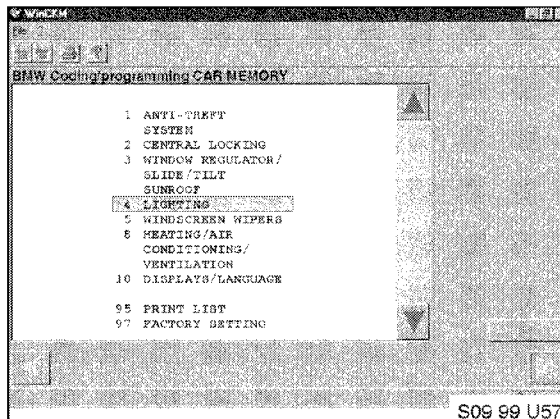 WinCKM
File ?
BMW Coding/programming CAR MEMORY
1 ANTI-THEFT
SYSTEM
2 CENTRAL LOCKING
3 WINDOW REGULATOR/
SLIDE/TILT
SUNROOF
4 LIGHTING
5 WINDSCREEN WIPERS
8 HEATING/AIR
CONDITIONING/
VENTILATION
10 DISPLAYS/LANGUAGE
95 PRINT LIST
97 FACTORY SETTING
S09 99 U57